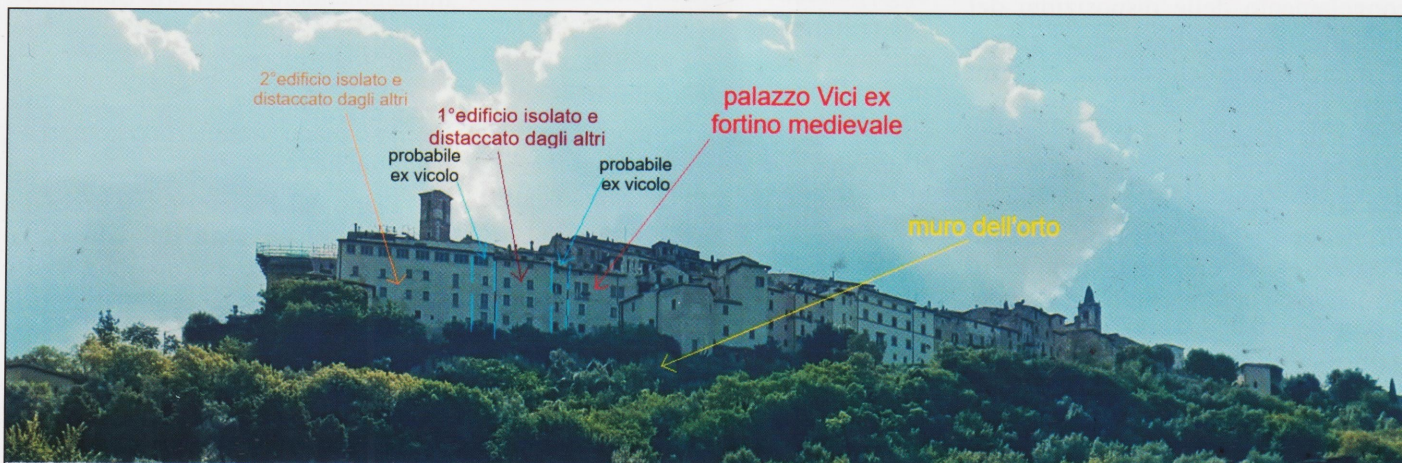 2°edificio isolato e
distaccato dagli altri
1°edificio isolato e
distaccato dagli altri
probabile
ex vicolo
probabile
ex vicolo
palazzo Vici ex
fortino medievale
muro dell'orto